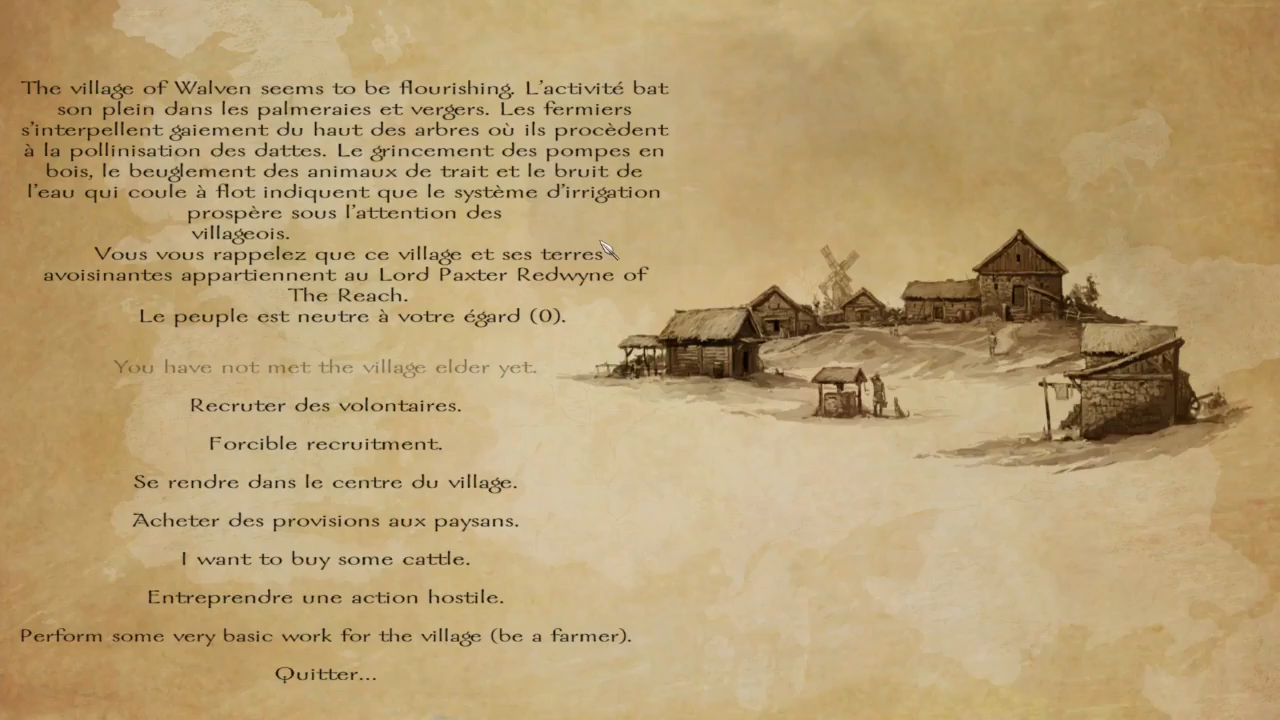 The village of Walven seems to be flourishing. L'activité bat
son plein dans les palmeraies et vergers. Les fermiers
s'interpellent gaiement du haut des arbres où ils procèdent
à la pollinisation des dattes. Le grincement des pompes en
bois, le beuglement des animaux de trait et le bruit de
l'eau qui coule à flot indiquent que le système d'irrigation
prospère sous l'attention des
villageois.
Vous vous rappelez que ce village et ses terres
avoisinantes appartiennent au Lord Paxter Redwyne of
The Reach.
Le peuple est neutre à votre égard (0).
You have not met the village elder yet.
Recruter des volontaires.
Forcible recruitment.
Se rendre dans le centre du village.
Acheter des provisions aux paysans.
I want to buy some cattle.
Entreprendre une action hostile.
Perform some very basic work for the village (be a farmer).
Quitter...